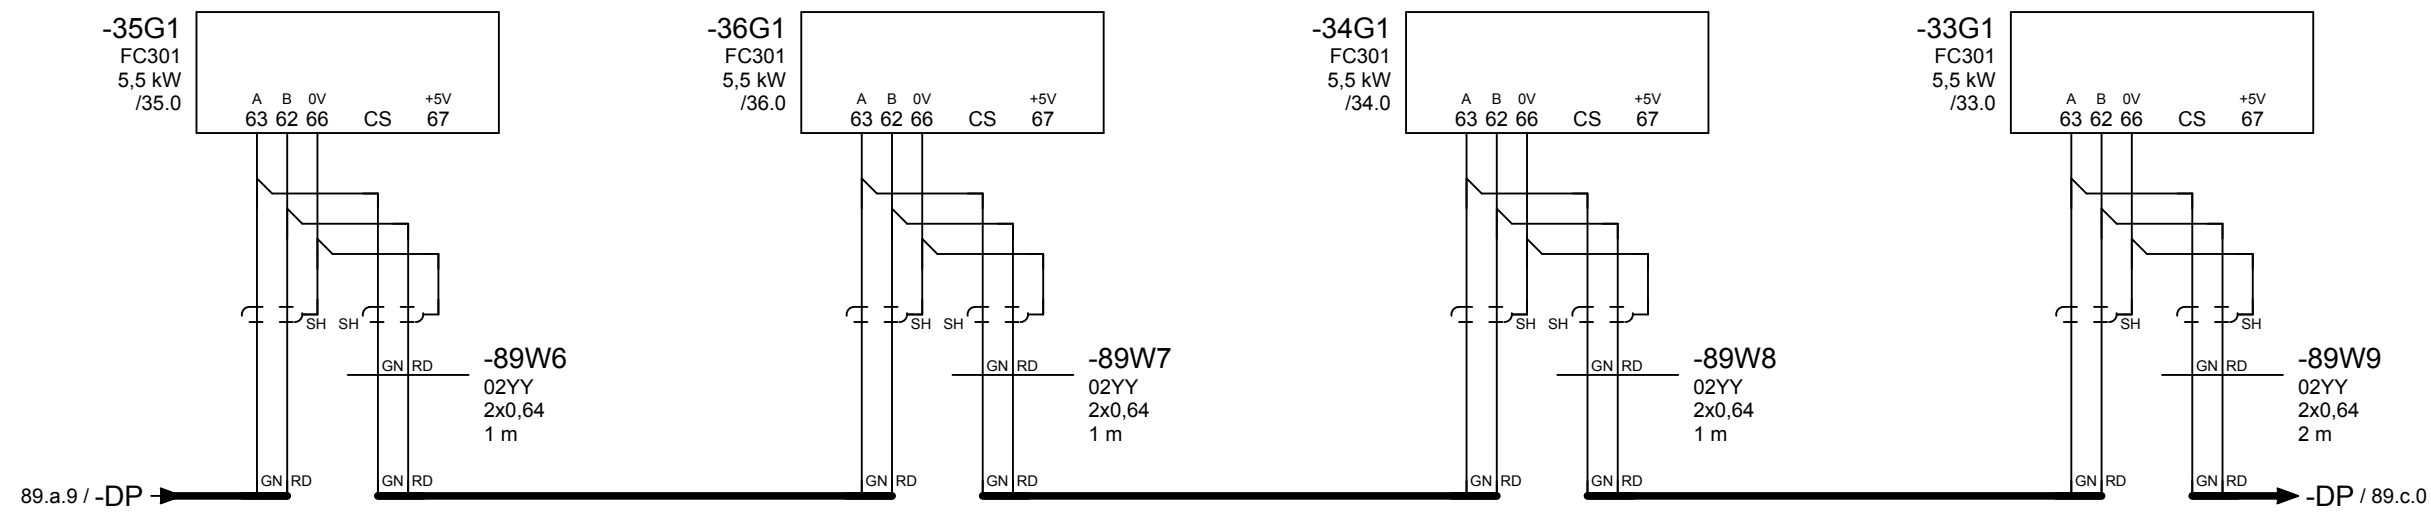 -35G1
FC301
5,5 kW
/35.0
A B 0V +5V
63 62 66 CS 67
SH SH
GN RD
-89W6
02YY
2x0,64
1 m
GN RD
GN RD
-36G1
FC301
5,5 kW
/36.0
A B 0V +5V
63 62 66 CS 67
SH SH
GN RD
-89W7
02YY
2x0,64
1 m
GN RD
GN RD
-34G1
FC301
5,5 kW
/34.0
A B 0V +5V
63 62 66 CS 67
SH SH
GN RD
-89W8
02YY
2x0,64
1 m
GN RD
GN RD
-33G1
FC301
5,5 kW
/33.0
A B 0V +5V
63 62 66 CS 67
SH SH
GN RD
-89W9
02YY
2x0,64
2 m
GN RD
GN RD
89.a.9 / -DP
-DP / 89.c.0